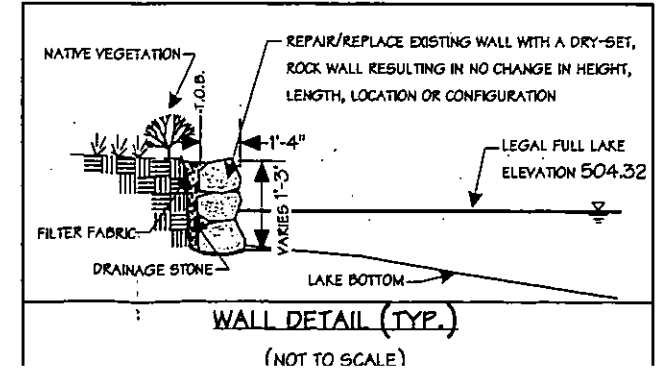 NATIVE VEGETATION
T.O.B.
REPAIR/REPLACE EXISTING WALL WITH A DRY-SET,
ROCK WALL RESULTING IN NO CHANGE IN HEIGHT,
LENGTH, LOCATION OR CONFIGURATION
1'-4"
LEGAL FULL LAKE
ELEVATION 504.32
VARIES 1'-3'
FILTER FABRIC
DRAINAGE STONE
LAKE BOTTOM
WALL DETAIL (TYP.)
(NOT TO SCALE)